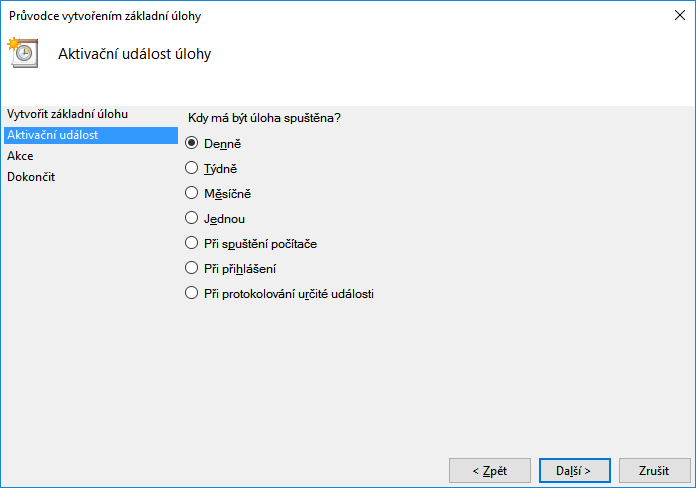 Průvodce vytvořením základní úlohy
Aktivační událost úlohy
Vytvořit základní úlohu
Aktivační událost
Akce
Dokončit
Kdy má být úloha spuštěna?
Denně
Týdně
Měsíčně
Jednou
Při spuštění počítače
Při přihlášení
Při protokolování určité události
< Zpět
Další >
Zrušit